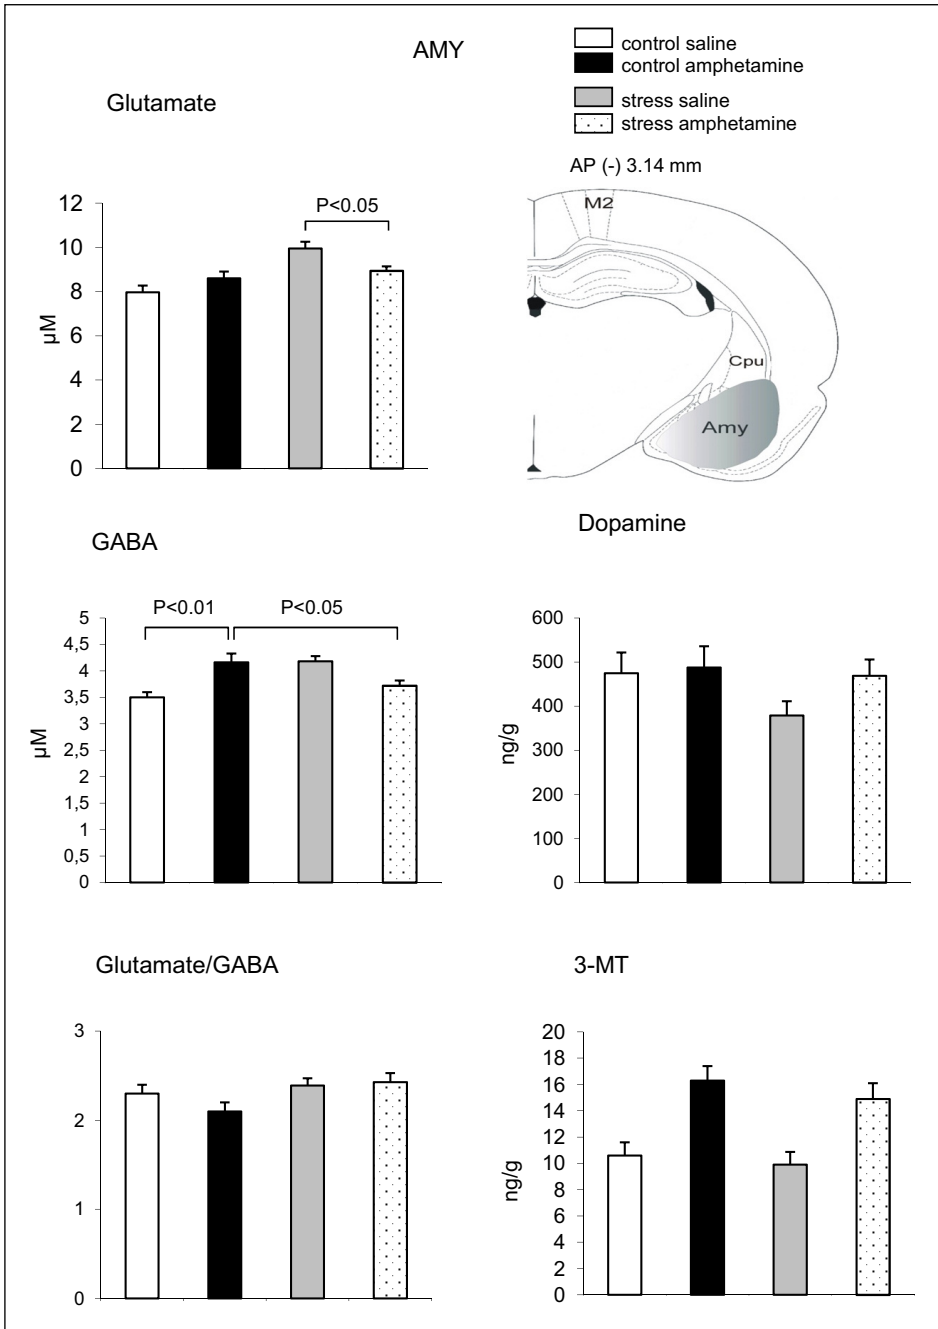 AMY
control saline
control amphetamine
stress saline
stress amphetamine
Glutamate
AP (-) 3.14 mm
12
10
8
6
4
2
0
µM
P<0.05
M2
Cpu
Amy
GABA
P<0.01
P<0.05
5
4,5
4
3,5
3
2,5
2
1,5
1
0,5
0
µM
Dopamine
600
500
400
300
200
100
0
ng/g
Glutamate/GABA
3
2
1
0
3-MT
20
18
16
14
12
10
8
6
4
2
0
ng/g